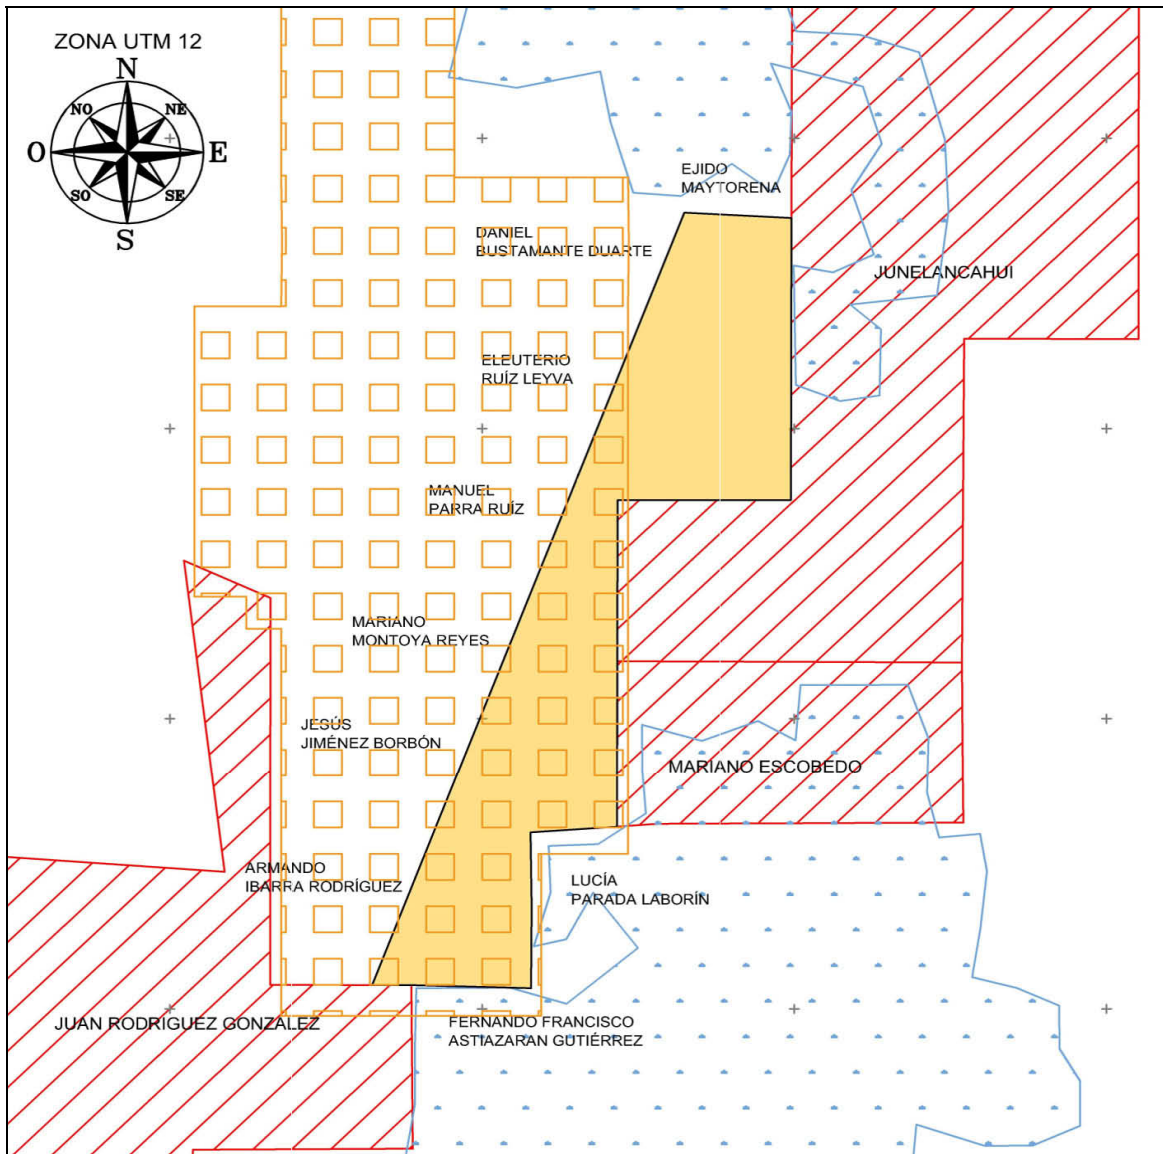 ZONA UTM 12
N
NO
NE
O
E
SO
SE
S
EJIDO
MAYTORENA
DANIEL
BUSTAMANTE DUARTE
JUNELANCAHUI
ELEUTERIO
RUÍZ LEYVA
MANUEL
PARRA RUÍZ
MARIANO
MONTOYA REYES
JESÚS
JIMÉNEZ BORBÓN
MARIANO ESCOBEDO
ARMANDO
IBARRA RODRÍGUEZ
LUCÍA
PARADA LABORÍN
JUAN RODRIGUEZ GONZALEZ
FERNANDO FRANCISCO
ASTIAZARAN GUTIÉRREZ